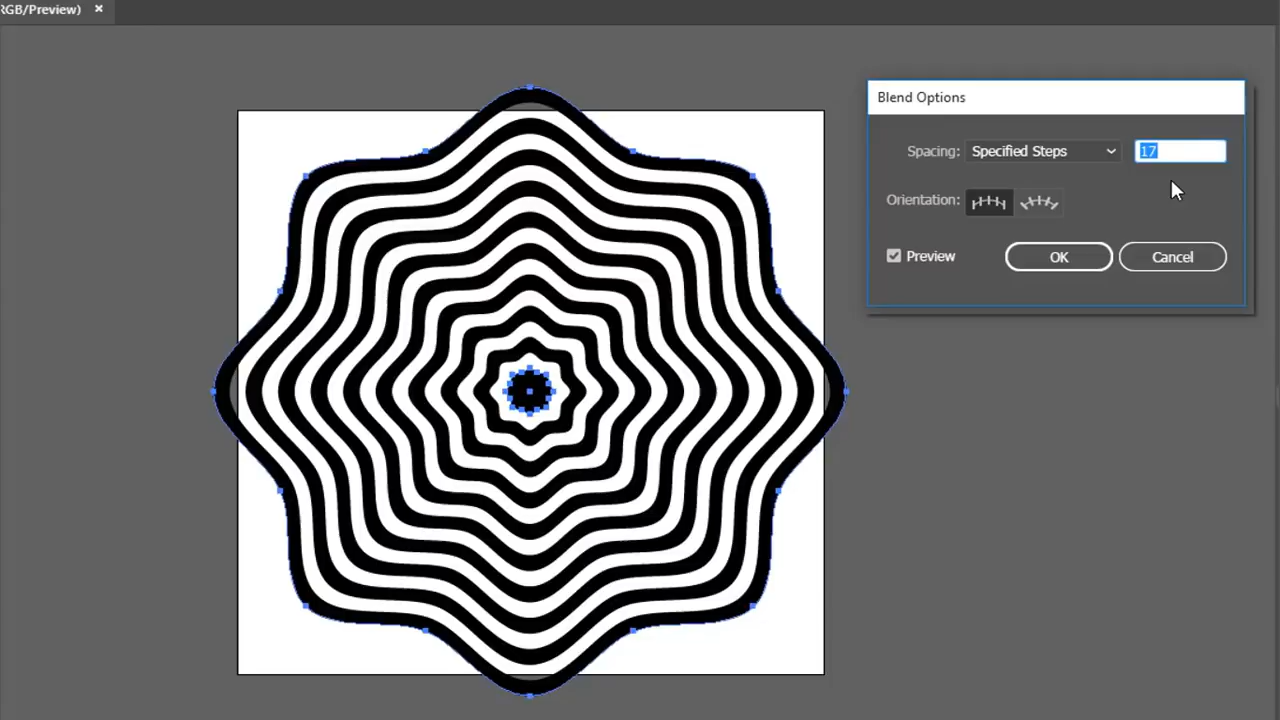 RGB/Preview) ×
Blend Options
Spacing: Specified Steps 17
Orientation:
Preview
OK Cancel